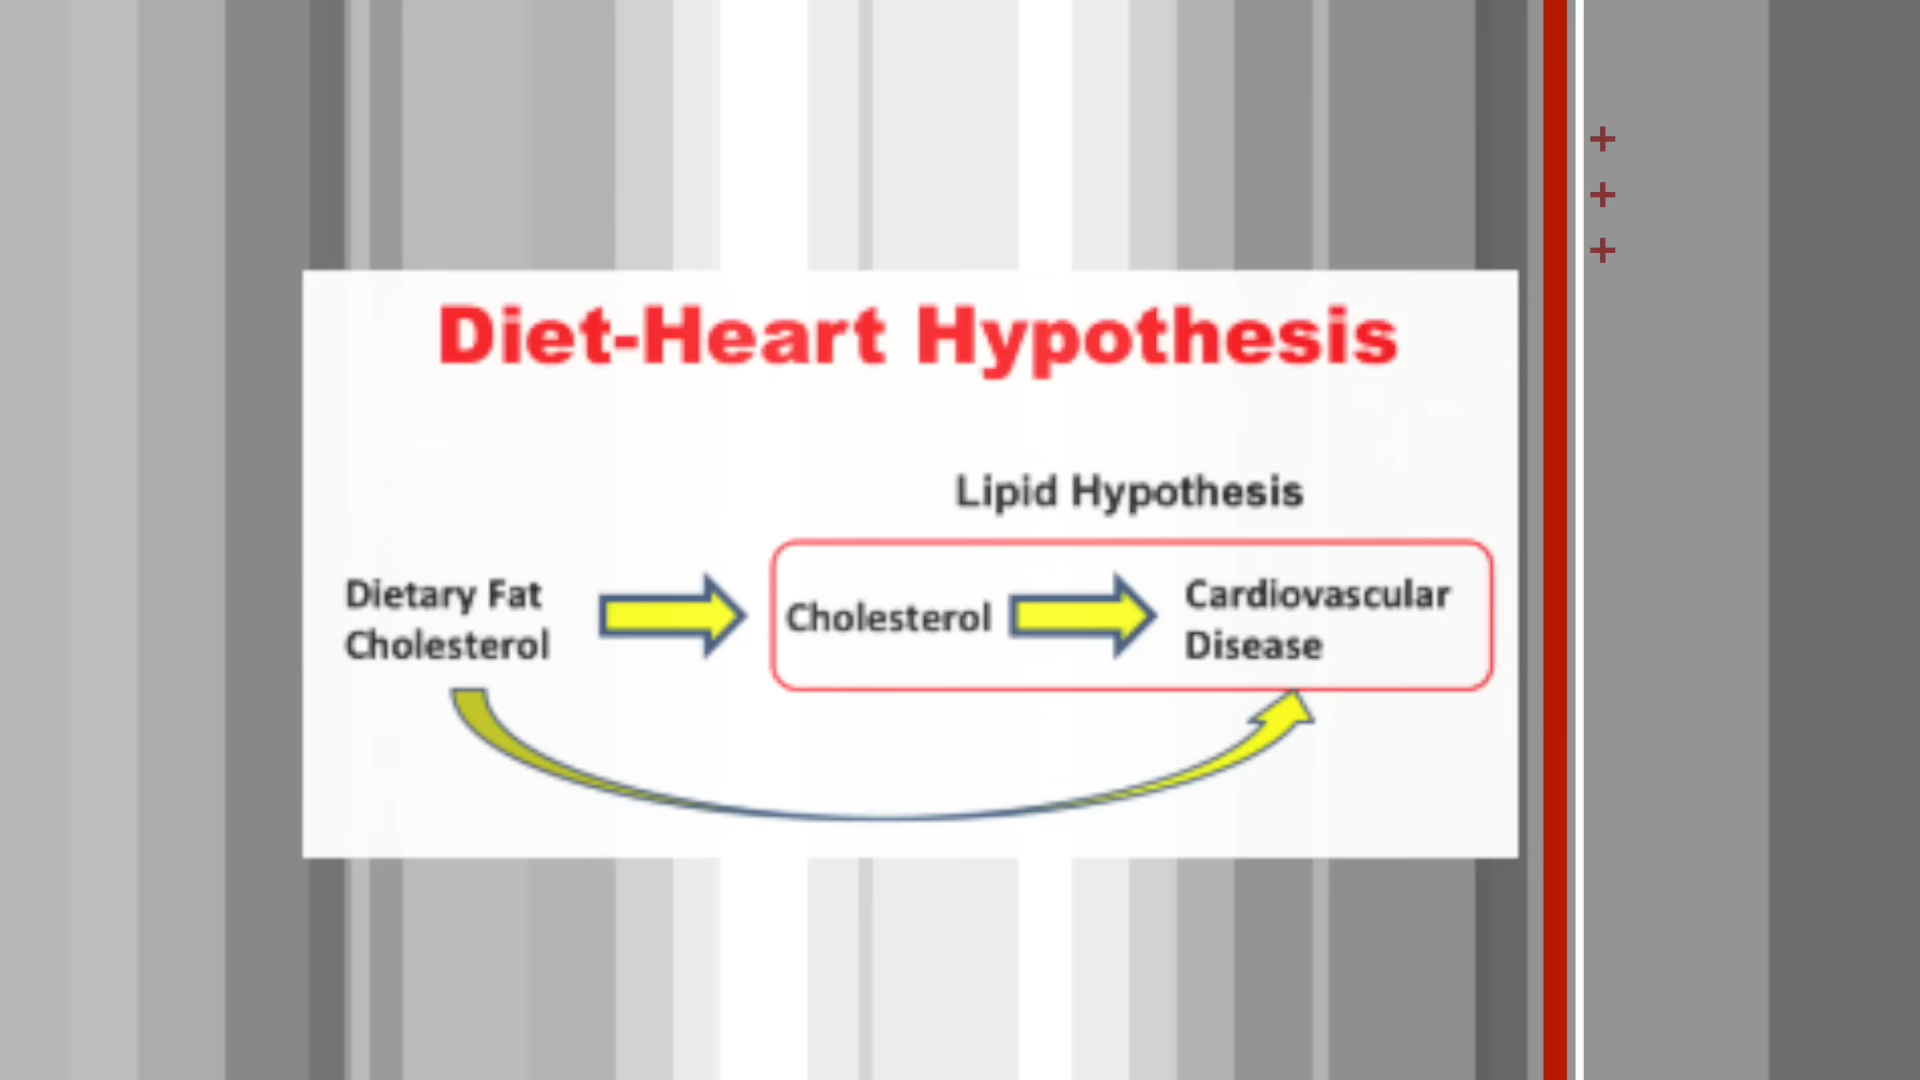 +
+
+
Diet-Heart Hypothesis
Lipid Hypothesis
Dietary Fat
Cholesterol
Cholesterol
Cardiovascular
Disease